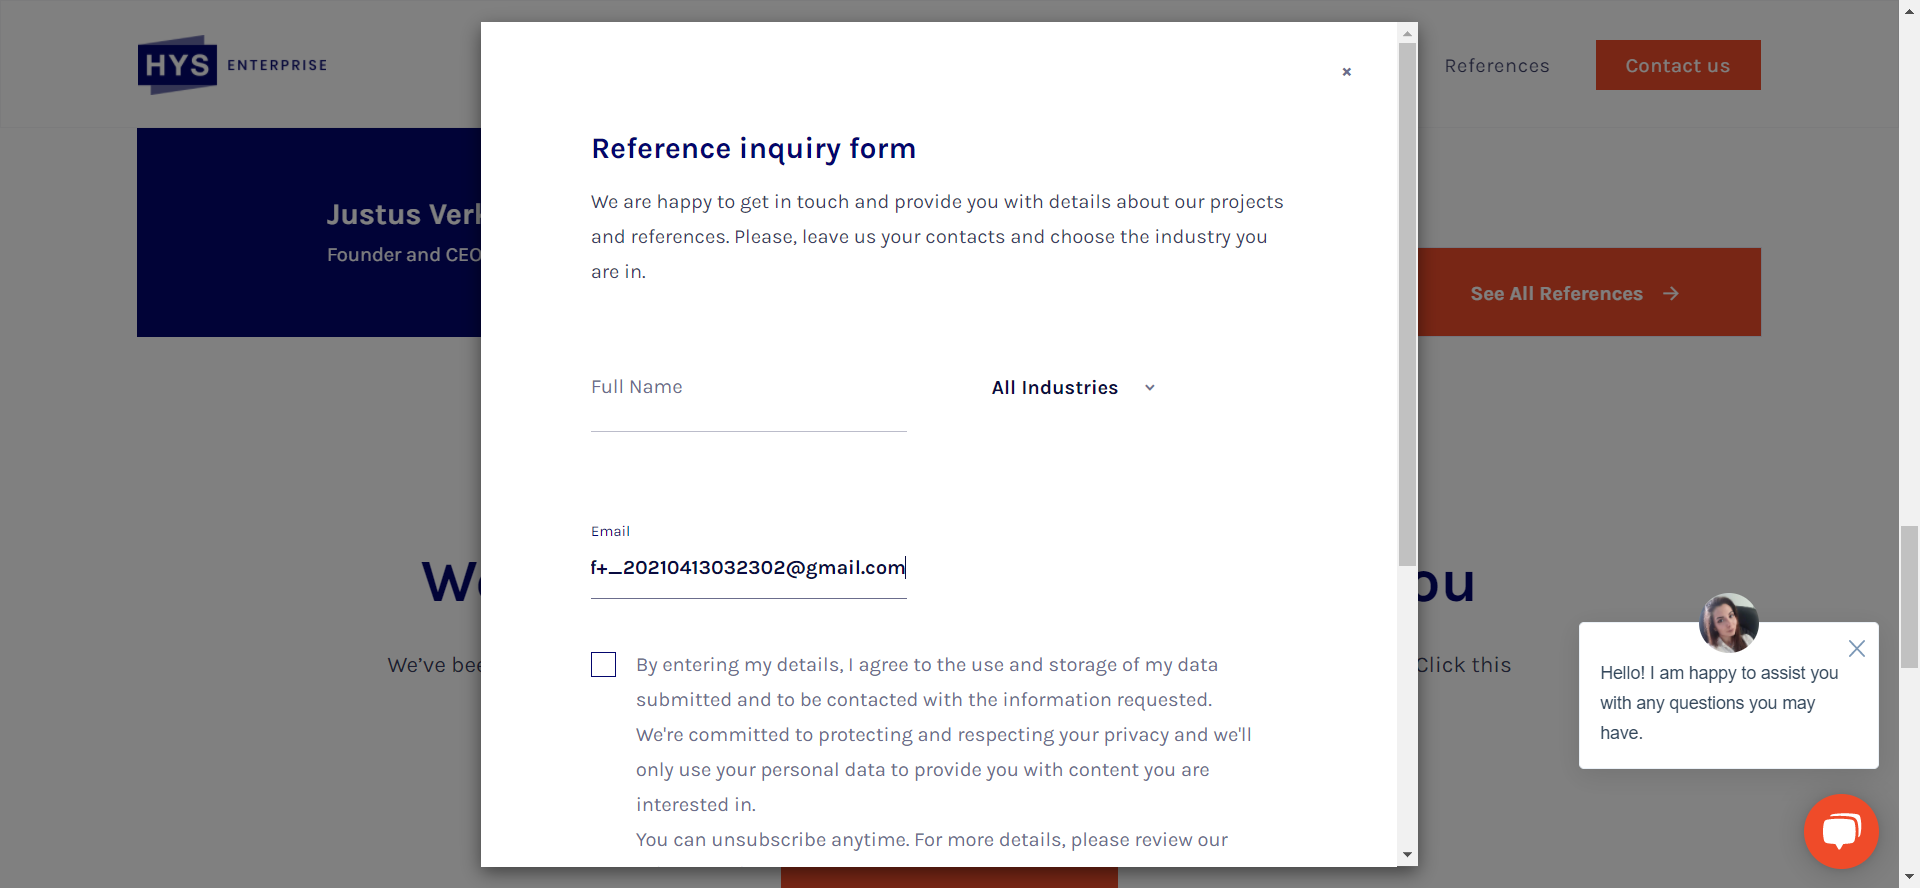 HYS ENTERPRISE
References
Contact us
Justus
Founder and CEO
See All References
Reference inquiry form
We are happy to get in touch and provide you with details about our projects
and references. Please, leave us your contacts and choose the industry you
are in.
Full Name
All Industries
Email
f+_20210413032302@gmail.com
By entering my details, I agree to the use and storage of my data
submitted and to be contacted with the information requested.
We're committed to protecting and respecting your privacy and we'll
only use your personal data to provide you with content you are
interested in.
You can unsubscribe anytime. For more details, please review our
We've
Click this
Hello! I am happy to assist you
with any questions you may
have.